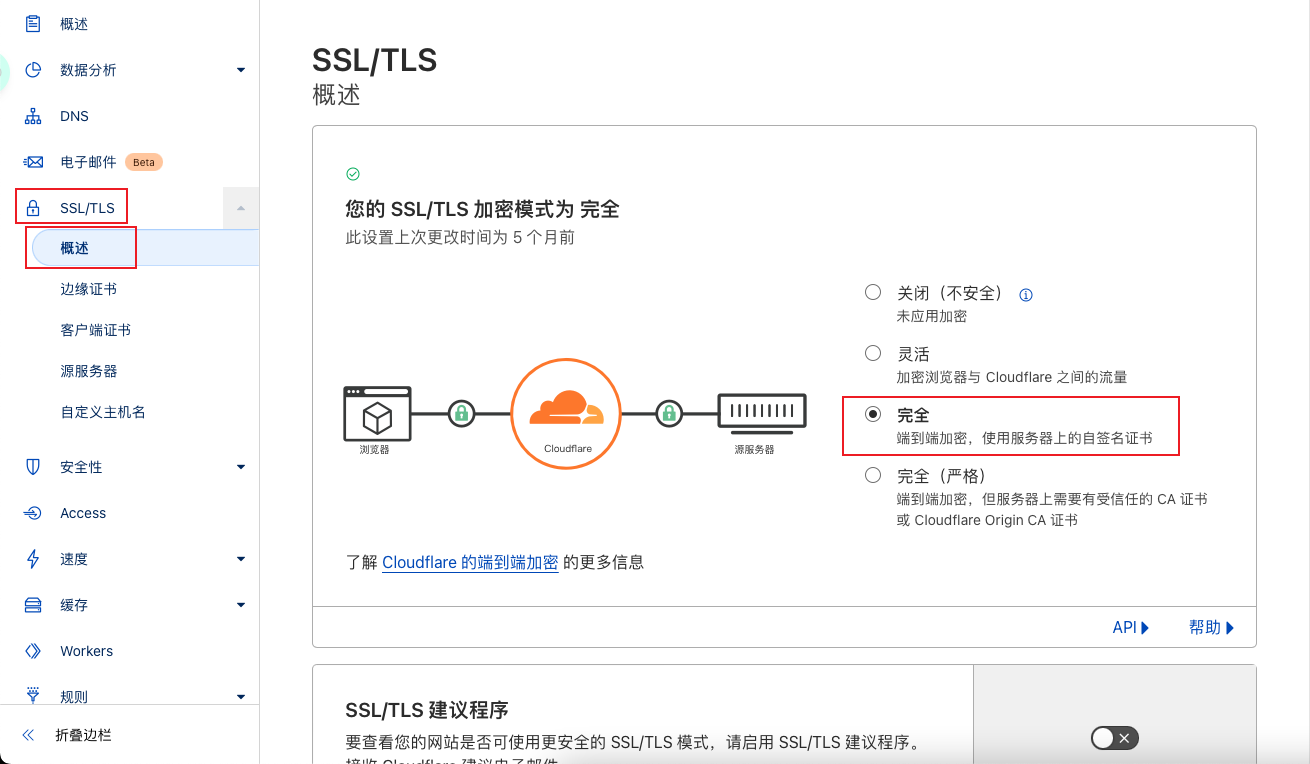 概述
数据分析
DNS
电子邮件 Beta
SSL/TLS
概述
边缘证书
客户端证书
源服务器
自定义主机名
安全性
Access
速度
缓存
Workers
规则
折叠边栏
SSL/TLS
概述
您的 SSL/TLS 加密模式为 完全
此设置上次更改时间为 5 个月前
浏览器
Cloudflare
源服务器
关闭（不安全）
未应用加密
灵活
加密浏览器与 Cloudflare 之间的流量
完全
端到端加密，使用服务器上的自签名证书
完全（严格）
端到端加密，但服务器上需要有受信任的 CA 证书
或 Cloudflare Origin CA 证书
了解 Cloudflare 的端到端加密 的更多信息
API
帮助
SSL/TLS 建议程序
要查看您的网站是否可使用更安全的 SSL/TLS 模式，请启用 SSL/TLS 建议程序。
接收 Cloudflare 建议电子邮件